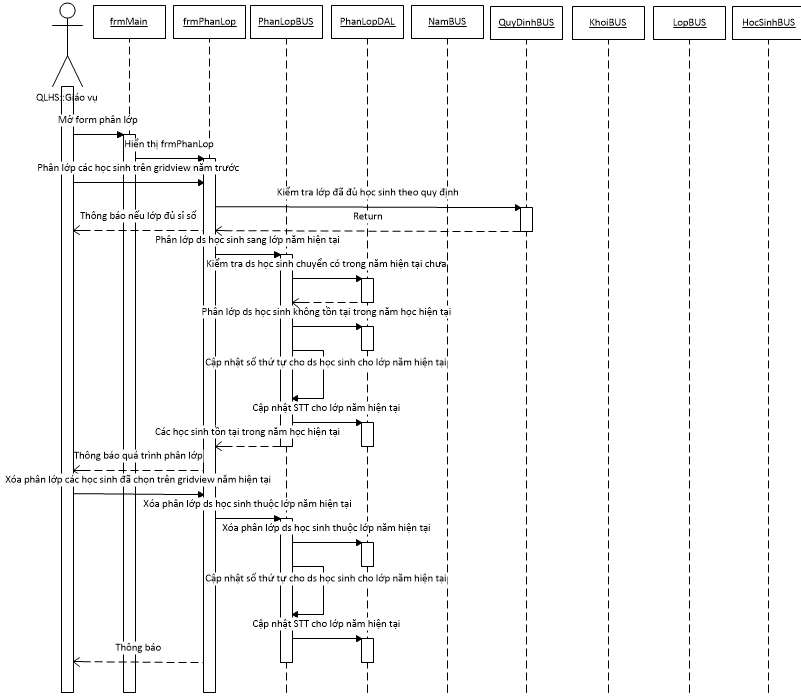 frmMain
frmPhanLop
PhanLopBUS
PhanLopDAL
NamBUS
QuyDinhBUS
KhoiBUS
LopBUS
HocSinhBUS
QLHS::Giáo vụ
Mở form phân lớp
Hiển thị frmPhanLop
Phân lớp các học sinh trên gridview năm trước
Kiểm tra lớp đã đủ học sinh theo quy định
Thông báo nếu lớp đủ sỉ số
Return
Phân lớp ds học sinh sang lớp năm hiện tại
Kiểm tra ds học sinh chuyển có trong năm hiện tại chưa
Phân lớp ds học sinh không tồn tại trong năm học hiện tại
Cập nhật số thứ tự cho ds học sinh cho lớp năm hiện tại
Cập nhật STT cho lớp năm hiện tại
Các học sinh tồn tại trong năm học hiện tại
Thông báo quá trình phân lớp
Xóa phân lớp các học sinh đã chọn trên gridview năm hiện tại
Xóa phân lớp ds học sinh thuộc lớp năm hiện tại
Xóa phân lớp ds học sinh thuộc lớp năm hiện tại
Cập nhật số thứ tự cho ds học sinh cho lớp năm hiện tại
Cập nhật STT cho lớp năm hiện tại
Thông báo